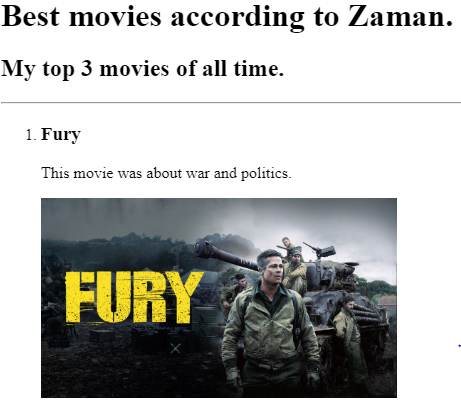 Best movies according to Zaman.
My top 3 movies of all time.
1. Fury
This movie was about war and politics.
FURY